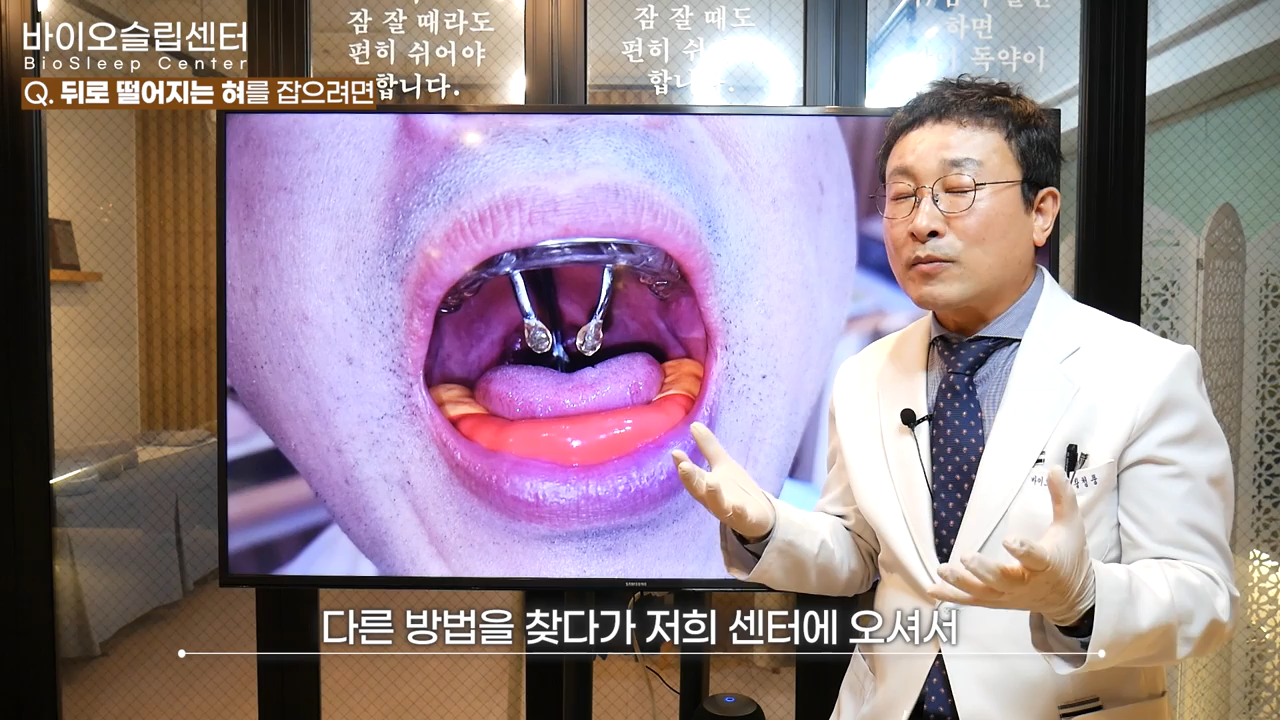 바이오슬립센터
BioSleep Center
Q. 뒤로 떨어지는 혀를 잡으려면
잠 잘 때라도
편히 쉬어야
합니다.
잠 잘 때도
편히
합니다.
하면
독약이
SAMSUNG
다른 방법을 찾다가 저희 센터에 오셔서